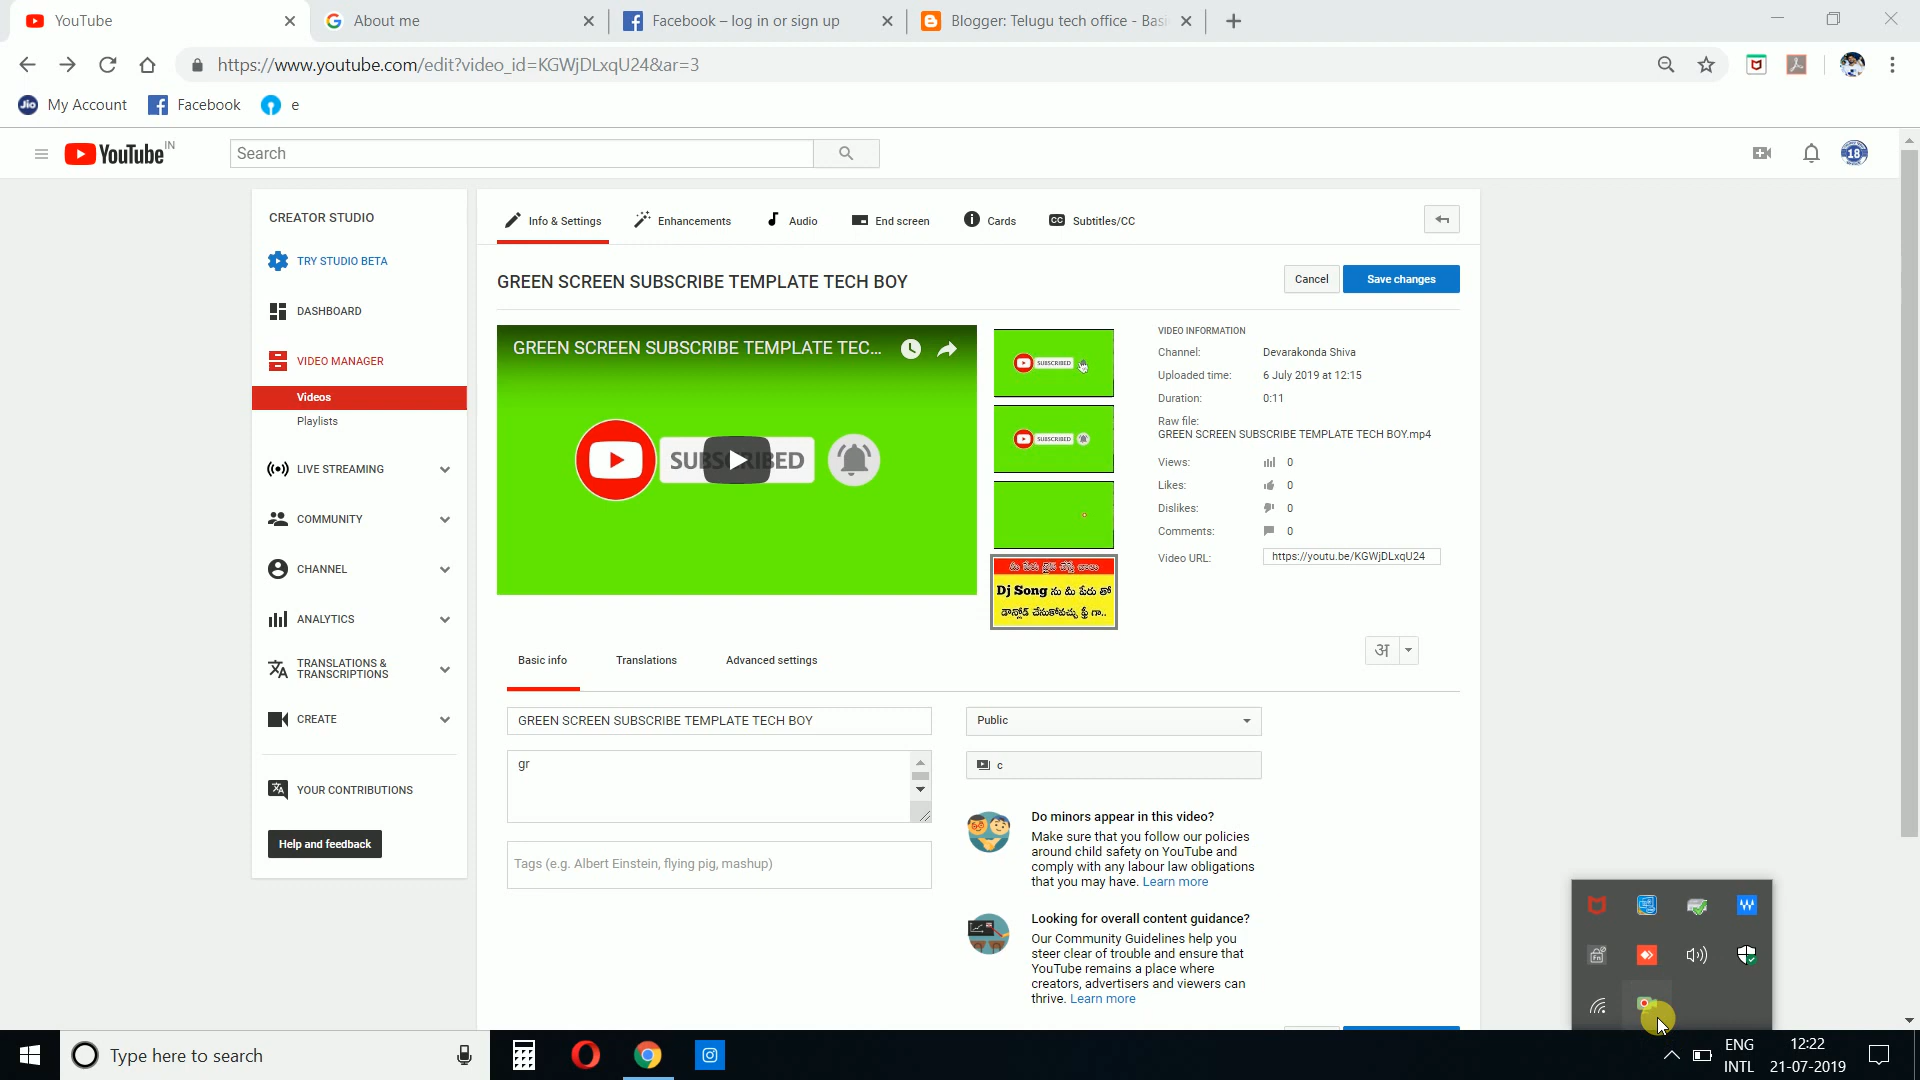 YouTube
About me
Facebook – log in or sign up
Blogger: Telugu tech office - Basi
https://www.youtube.com/edit?video_id=KGWjDLxqU24&ar=3
Jio
My Account
Facebook
e
YouTube IN
Search
18
CREATOR STUDIO
TRY STUDIO BETA
DASHBOARD
VIDEO MANAGER
Videos
Playlists
LIVE STREAMING
COMMUNITY
CHANNEL
ANALYTICS
TRANSLATIONS &
TRANSCRIPTIONS
CREATE
YOUR CONTRIBUTIONS
Help and feedback
Info & Settings
Enhancements
Audio
End screen
Cards
CC
Subtitles/CC
GREEN SCREEN SUBSCRIBE TEMPLATE TECH BOY
Cancel
Save changes
GREEN SCREEN SUBSCRIBE TEMPLATE TEC...
SUBSCRIBED
SUBSCRIBED
SUBSCRIBED
మీ పేరు టైప్ చేస్తే చాలు
Dj Song ను మీ పేరు తో
డౌన్లోడ్ చేసుకోవచ్చు ఫ్రీ గా..
VIDEO INFORMATION
Channel: Devarakonda Shiva
Uploaded time: 6 July 2019 at 12:15
Duration: 0:11
Raw file:
GREEN SCREEN SUBSCRIBE TEMPLATE TECH BOY.mp4
Views: 0
Likes: 0
Dislikes: 0
Comments: 0
Video URL: https://youtu.be/KGWjDLxqU24
Basic info
Translations
Advanced settings
अ
GREEN SCREEN SUBSCRIBE TEMPLATE TECH BOY
gr
Tags (e.g. Albert Einstein, flying pig, mashup)
Public
c
Do minors appear in this video?
Make sure that you follow our policies
around child safety on YouTube and
comply with any labour law obligations
that you may have. Learn more
Looking for overall content guidance?
Our Community Guidelines help you
steer clear of trouble and ensure that
YouTube remains a place where
creators, advertisers and viewers can
thrive. Learn more
Fn
Type here to search
ENG
INTL
12:22
21-07-2019